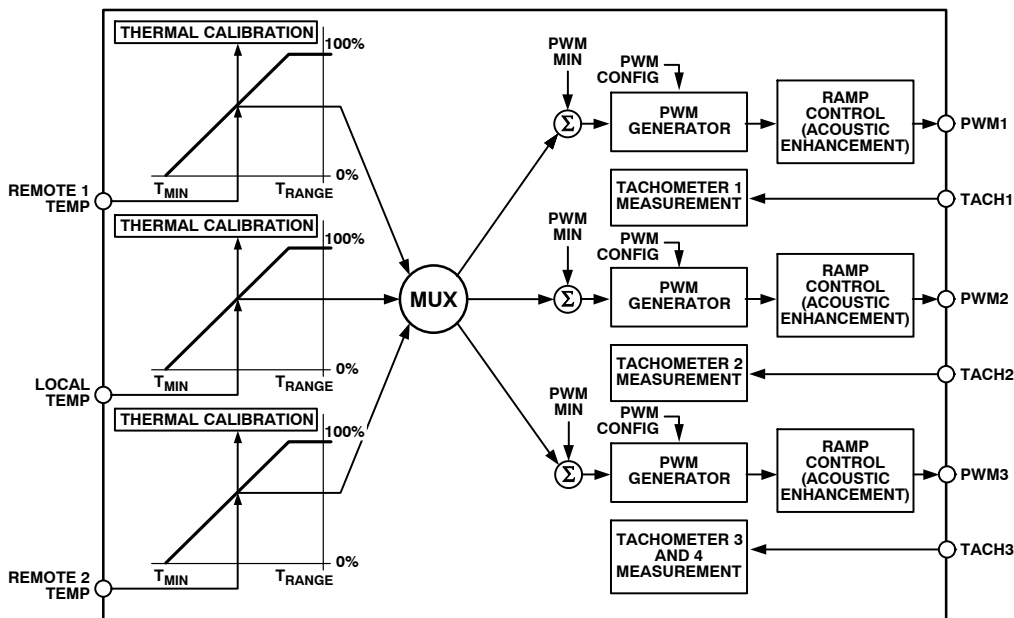 THERMAL CALIBRATION
100%
0%
T_MIN
T_RANGE
REMOTE 1
TEMP
THERMAL CALIBRATION
100%
0%
T_MIN
T_RANGE
LOCAL
TEMP
THERMAL CALIBRATION
100%
0%
T_MIN
T_RANGE
REMOTE 2
TEMP
MUX
PWM
MIN
Σ
PWM
CONFIG
PWM
GENERATOR
RAMP
CONTROL
(ACOUSTIC
ENHANCEMENT)
PWM1
TACHOMETER 1
MEASUREMENT
TACH1
PWM
MIN
Σ
PWM
CONFIG
PWM
GENERATOR
RAMP
CONTROL
(ACOUSTIC
ENHANCEMENT)
PWM2
TACHOMETER 2
MEASUREMENT
TACH2
PWM
MIN
Σ
PWM
CONFIG
PWM
GENERATOR
RAMP
CONTROL
(ACOUSTIC
ENHANCEMENT)
PWM3
TACHOMETER 3
AND 4
MEASUREMENT
TACH3